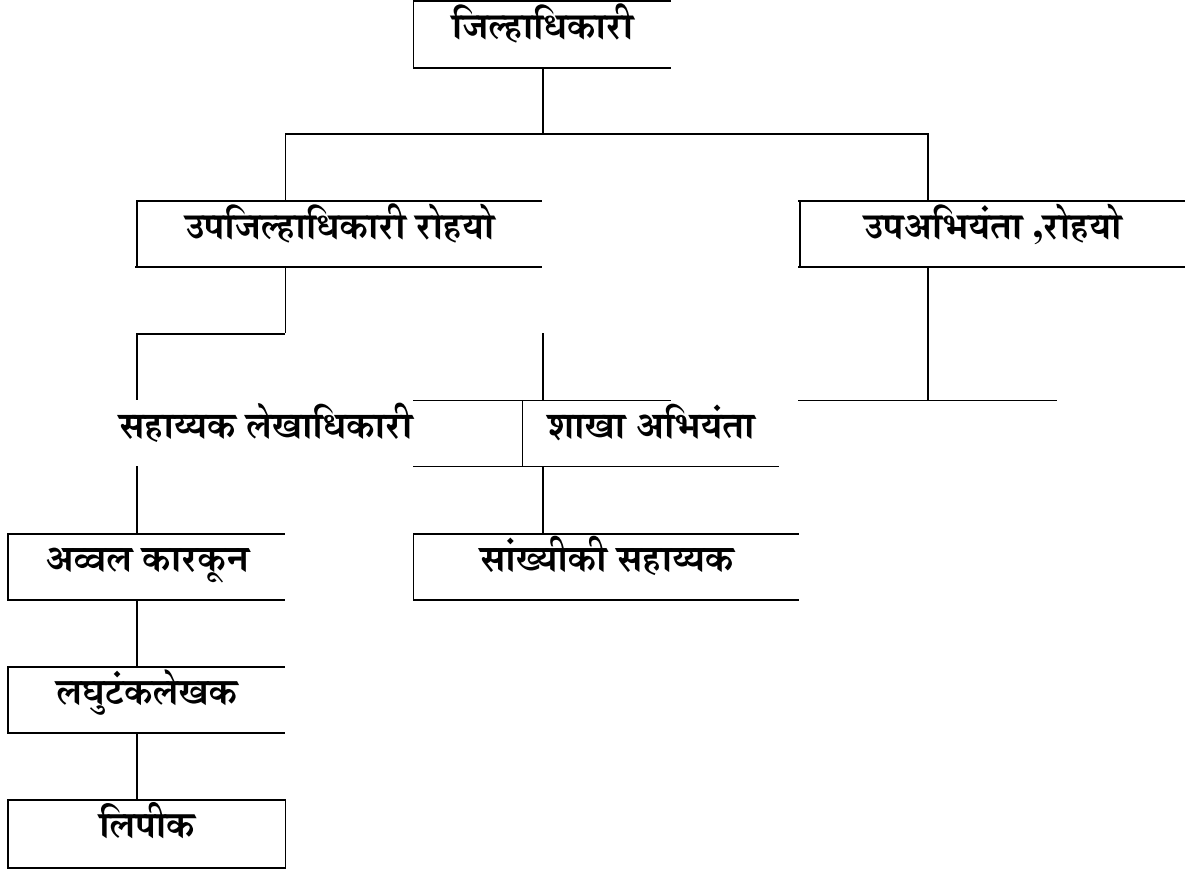 जिल्हाधिकारी
उपजिल्हाधिकारी रोहयो
उपअभियंता ,रोहयो
सहाय्यक लेखाधिकारी
शाखा अभियंता
अव्वल कारकून
सांख्यीकी सहाय्यक
लघुटंकलेखक
लिपीक